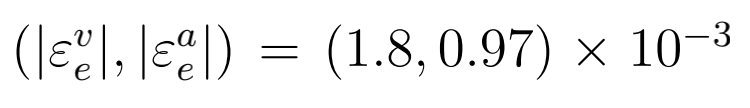 (|ε_e^v|, |ε_e^a|) = (1.8, 0.97) × 10^{-3}